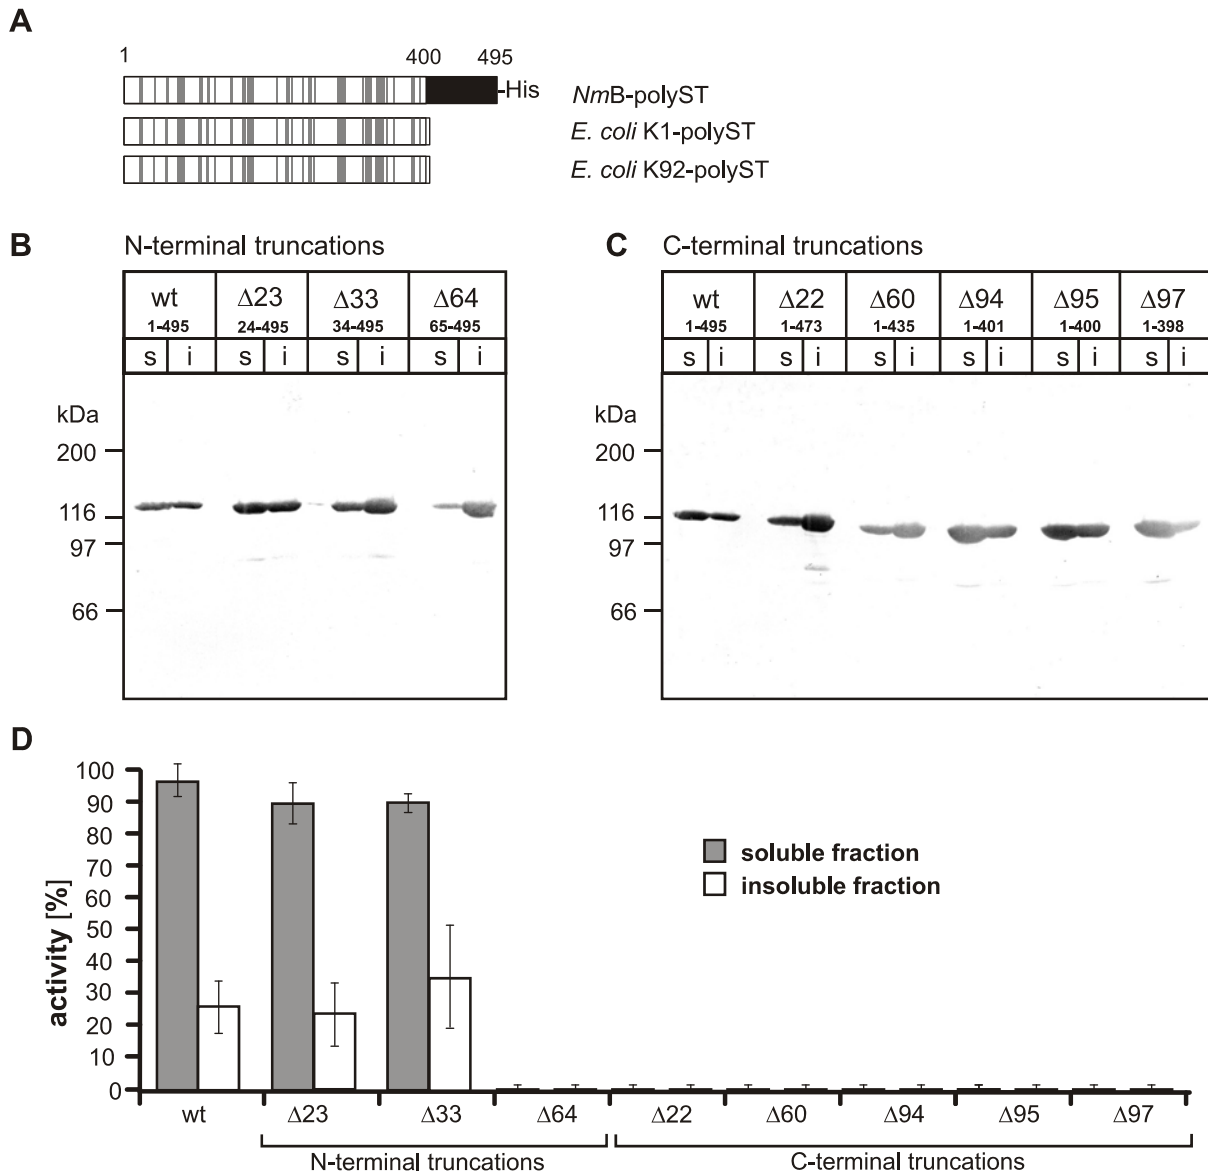 A
1 400 495
-His
NmB-polyST
E. coli K1-polyST
E. coli K92-polyST
B N-terminal truncations
wt Δ23 Δ33 Δ64
1-495 24-495 34-495 65-495
s i s i s i s i
kDa
200
116
97
66
C C-terminal truncations
wt Δ22 Δ60 Δ94 Δ95 Δ97
1-495 1-473 1-435 1-401 1-400 1-398
s i s i s i s i s i s i
kDa
200
116
97
66
D
activity [%]
100
90
80
70
60
50
40
30
20
10
0
soluble fraction
insoluble fraction
wt Δ23 Δ33 Δ64 Δ22 Δ60 Δ94 Δ95 Δ97
N-terminal truncations C-terminal truncations